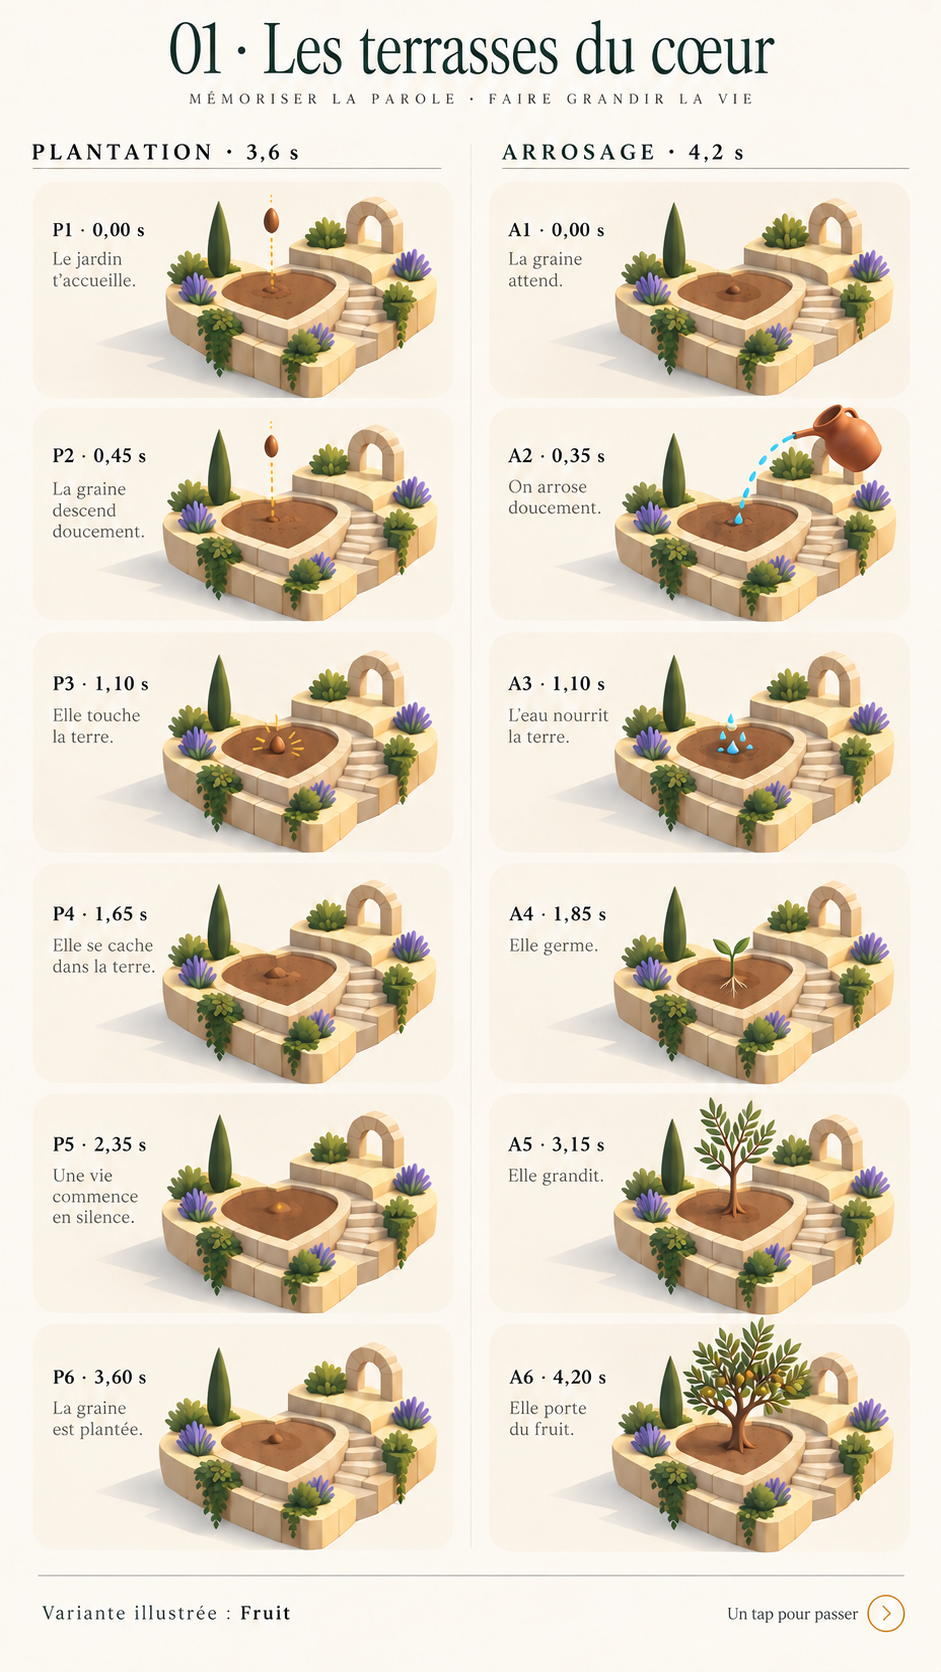 01 · Les terrasses du cœur
MÉMORISER LA PAROLE · FAIRE GRANDIR LA VIE
PLANTATION · 3,6 s
P1 · 0,00 s
Le jardin
t’accueille.
P2 · 0,45 s
La graine
descend
doucement.
P3 · 1,10 s
Elle touche
la terre.
P4 · 1,65 s
Elle se cache
dans la terre.
P5 · 2,35 s
Une vie
commence
en silence.
P6 · 3,60 s
La graine
est plantée.
ARROSAGE · 4,2 s
A1 · 0,00 s
La graine
attend.
A2 · 0,35 s
On arrose
doucement.
A3 · 1,10 s
L’eau nourrit
la terre.
A4 · 1,85 s
Elle germe.
A5 · 3,15 s
Elle grandit.
A6 · 4,20 s
Elle porte
du fruit.
Variante illustrée : Fruit
Un tap pour passer